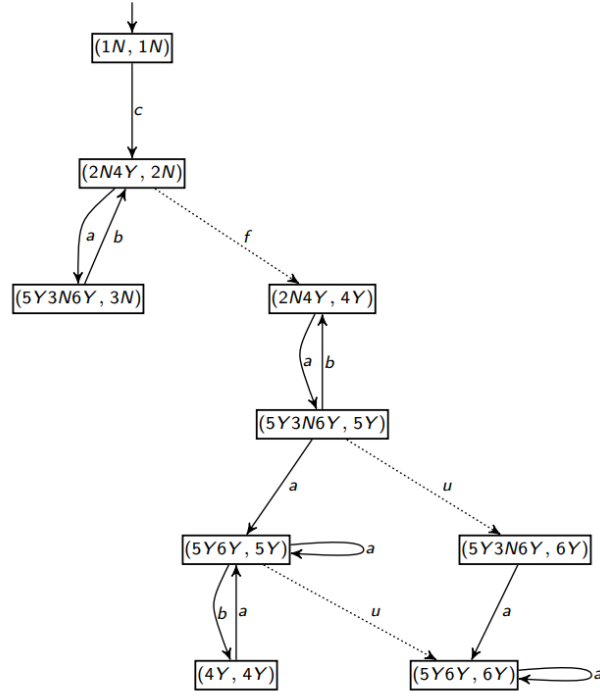 (1N, 1N)
c
(2N4Y, 2N)
a
b
f
(5Y3N6Y, 3N)
(2N4Y, 4Y)
a
b
(5Y3N6Y, 5Y)
a
u
(5Y6Y, 5Y)
a
(5Y3N6Y, 6Y)
b
a
u
a
(4Y, 4Y)
(5Y6Y, 6Y)
a